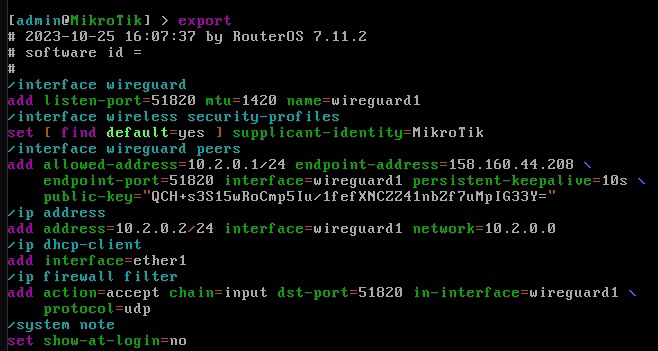 [admin@MikroTik] > export
# 2023-10-25 16:07:37 by RouterOS 7.11.2
# software id =
#
/interface wireguard
add listen-port=51820 mtu=1420 name=wireguard1
/interface wireless security-profiles
set [ find default=yes ] supplicant-identity=MikroTik
/interface wireguard peers
add allowed-address=10.2.0.1/24 endpoint-address=158.160.44.208 \
endpoint-port=51820 interface=wireguard1 persistent-keepalive=10s \
public-key="QCH+s3S15wRoCmp5Iu/1fefXNCZZ41nbZf7uMpIG33Y="
/ip address
add address=10.2.0.2/24 interface=wireguard1 network=10.2.0.0
/ip dhcp-client
add interface=ether1
/ip firewall filter
add action=accept chain=input dst-port=51820 in-interface=wireguard1 \
protocol=udp
/system note
set show-at-login=no